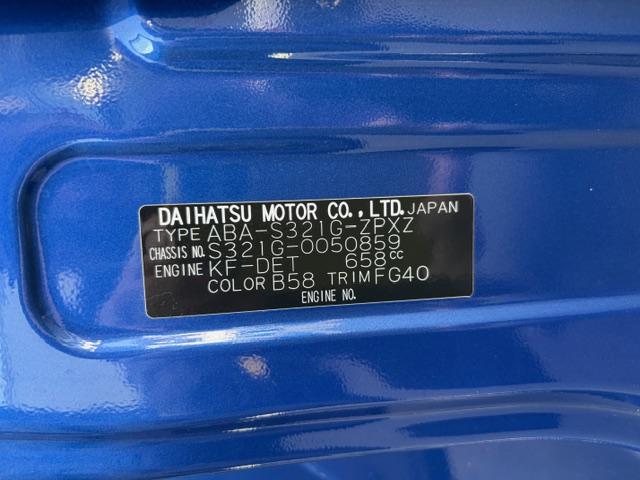 DAIHATSU MOTOR CO.,LTD. JAPAN
TYPE ABA-S321G-ZPXZ
CHASSIS NO. S321G-0050859
ENGINE KF-DET 658cc
COLOR B58 TRIM FG40
ENGINE NO.